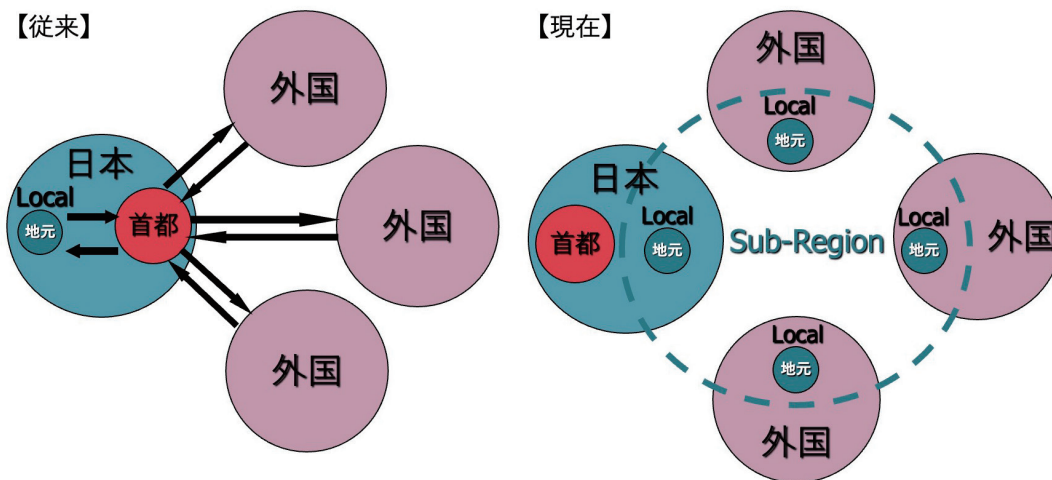 【従来】
外国
日本
Local
地元
首都
外国
外国
【現在】
外国
Local
地元
日本
首都
Local
地元
Sub-Region
Local
地元
外国
Local
地元
外国